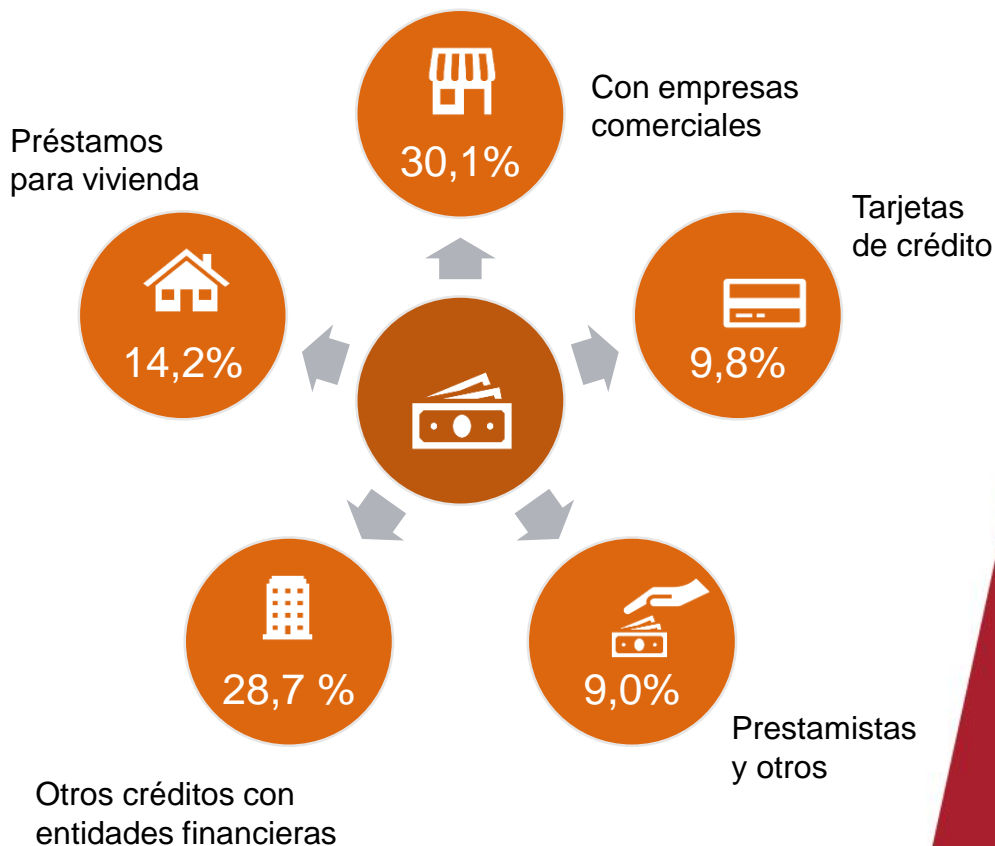 Con empresas
comerciales
30,1%
Préstamos
para vivienda
14,2%
Tarjetas
de crédito
9,8%
28,7 %
Otros créditos con
entidades financieras
9,0%
Prestamistas
y otros